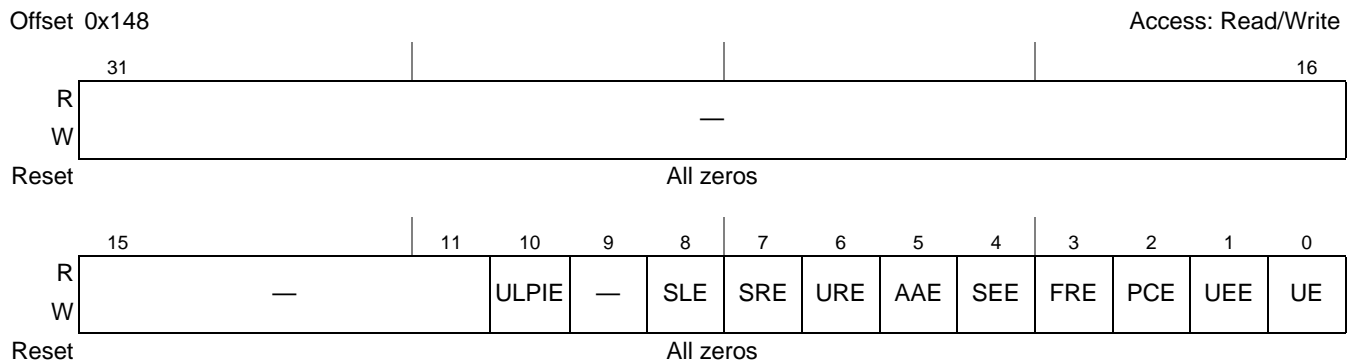 Offset 0x148 Access: Read/Write
31 16
R
—
W
Reset All zeros
15 11 10 9 8 7 6 5 4 3 2 1 0
R
— ULPIE — SLE SRE URE AAE SEE FRE PCE UEE UE
W
Reset All zeros